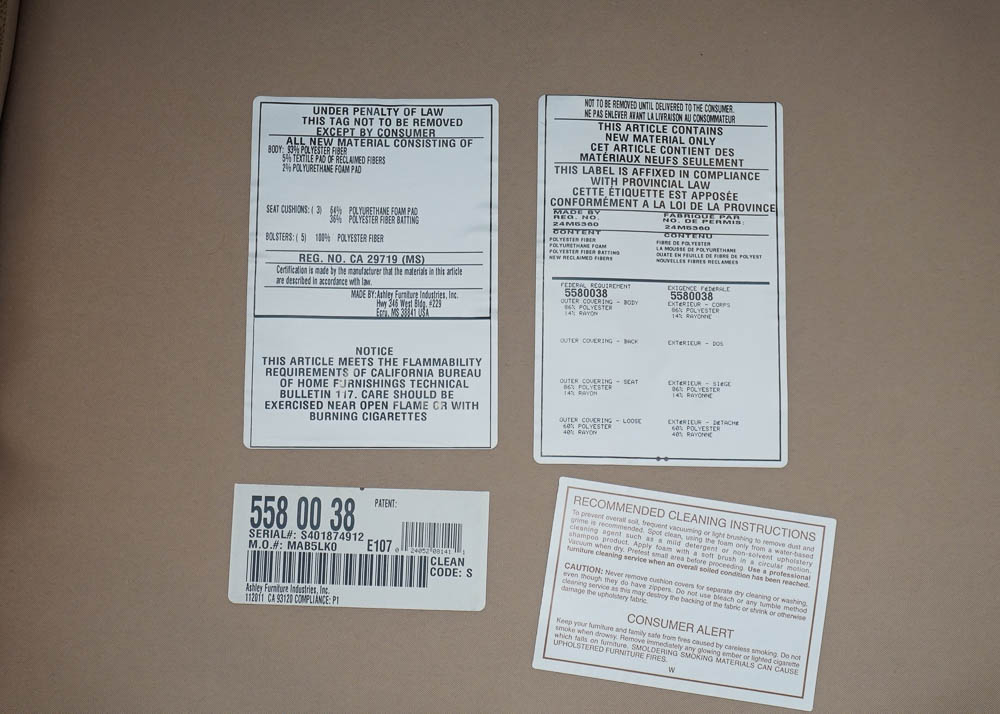 UNDER PENALTY OF LAW
THIS TAG NOT TO BE REMOVED
EXCEPT BY CONSUMER
ALL NEW MATERIAL CONSISTING OF
BODY: 93% POLYESTER FIBER
5% TEXTILE PAD OF RECLAIMED FIBERS
2% POLYURETHANE FOAM PAD
SEAT CUSHIONS: ( 3) 64% POLYURETHANE FOAM PAD
36% POLYESTER FIBER BATTING
BOLSTERS: ( 5) 100% POLYESTER FIBER
REG. NO. CA 29719 (MS)
Certification is made by the manufacturer that the materials in this article
are described in accordance with law.
MADE BY: Ashley Furniture Industries, Inc.
Hwy 346 West Bldg. #229
Ecru, MS 38841 USA
NOTICE
THIS ARTICLE MEETS THE FLAMMABILITY
REQUIREMENTS OF CALIFORNIA BUREAU
OF HOME FURNISHINGS TECHNICAL
BULLETIN 117. CARE SHOULD BE
EXERCISED NEAR OPEN FLAME OR WITH
BURNING CIGARETTES
NOT TO BE REMOVED UNTIL DELIVERED TO THE CONSUMER.
NE PAS ENLEVER AVANT LA LIVRAISON AU CONSOMMATEUR
THIS ARTICLE CONTAINS
NEW MATERIAL ONLY
CET ARTICLE CONTIENT DES
MATÉRIAUX NEUFS SEULEMENT
THIS LABEL IS AFFIXED IN COMPLIANCE
WITH PROVINCIAL LAW
CETTE ÉTIQUETTE EST APPOSÉE
CONFORMÉMENT A LA LOI DE LA PROVINCE
MADE BY FABRIQUÉ PAR
REG. NO. NO. DE PERMIS:
24M6360 24M6360
CONTENT CONTENU
POLYESTER FIBER FIBRE DE POLYESTER
POLYURETHANE FOAM LA MOUSSE DE POLYURÉTHANE
POLYESTER FIBER BATTING OUATE EN FEUILLE DE FIBRE DE POLYEST
NEW RECLAIMED FIBERS NOUVELLES FIBRES RECLAMEES
FEDERAL REQUIREMENT EXIGENCE FéDéRALE
5580038 5580038
OUTER COVERING - BODY EXTéRIEUR - CORPS
86% POLYESTER 86% POLYESTER
14% RAYON 14% RAYONNE
OUTER COVERING - BACK EXTéRIEUR - DOS
OUTER COVERING - SEAT EXTéRIEUR - SIéGE
86% POLYESTER 86% POLYESTER
14% RAYON 14% RAYONNE
OUTER COVERING - LOOSE EXTéRIEUR - DéTACHé
60% POLYESTER 60% POLYESTER
40% RAYON 40% RAYONNE
558 00 38 PATENT:
SERIAL#: S401874912
M.O.#: MAB5LK0 E107
0 24052 08141 1
CLEAN
CODE: S
Ashley Furniture Industries, Inc.
112011 CA 93120 COMPLIANCE: P1
RECOMMENDED CLEANING INSTRUCTIONS
To prevent overall soil, frequent vacuuming or light brushing to remove dust and
grime is recommended. Spot clean, using the foam only from a water-based
cleaning agent such as a mild detergent or non-solvent upholstery
shampoo product. Apply foam with a soft brush in a circular motion.
Vacuum when dry. Pretest small area before proceeding. Use a professional
furniture cleaning service when an overall soiled condition has been reached.
CAUTION: Never remove cushion covers for separate dry cleaning or washing,
even though they do have zippers. Do not use bleach or any tumble method
cleaning service as this may destroy the backing of the fabric or shrink or otherwise
damage the upholstery fabric.
CONSUMER ALERT
Keep your furniture and family safe from fires caused by careless smoking. Do not
smoke when drowsy. Remove immediately any glowing ember or lighted cigarette
which falls on furniture. SMOLDERING SMOKING MATERIALS CAN CAUSE
UPHOLSTERED FURNITURE FIRES.
W